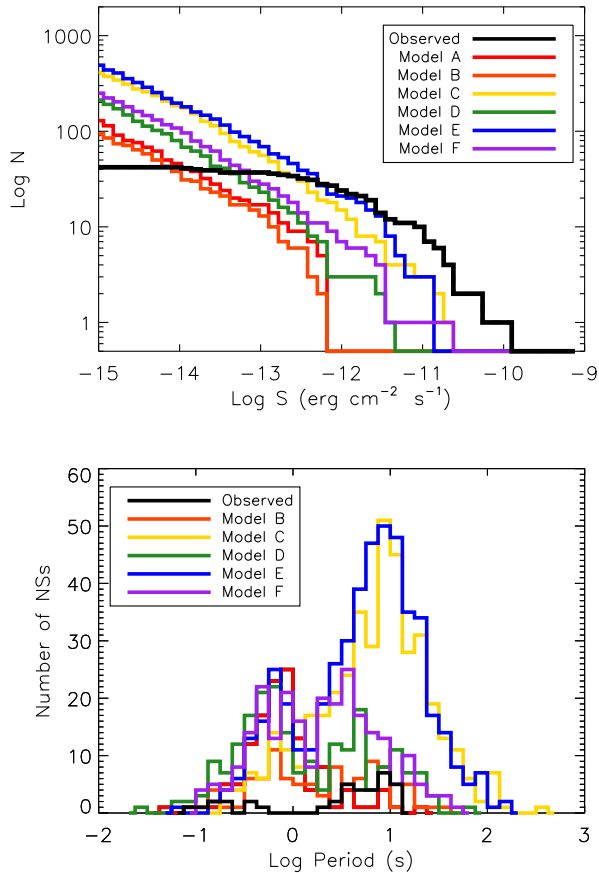 1000
100
10
1
Log N
Observed
Model A
Model B
Model C
Model D
Model E
Model F
−15 −14 −13 −12 −11 −10 −9
Log S (erg cm−2 s−1)
60
50
40
30
20
10
0
Number of NSs
Observed
Model B
Model C
Model D
Model E
Model F
−2 −1 0 1 2 3
Log Period (s)